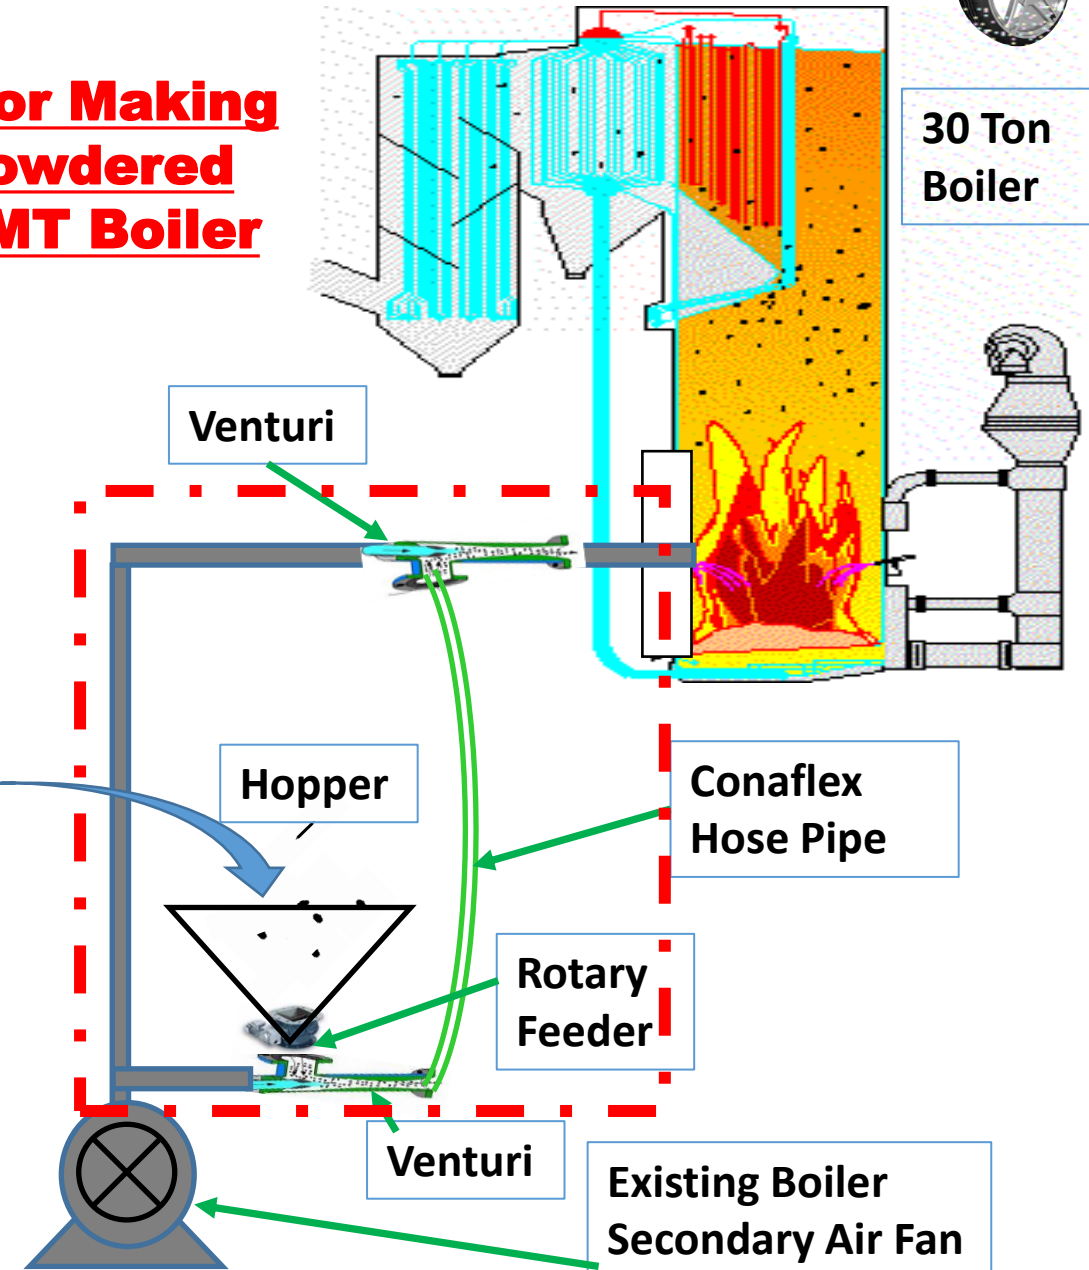 or Making
owdered
MT Boiler
30 Ton
Boiler
Venturi
Hopper
Conaflex
Hose Pipe
Rotary
Feeder
Venturi
Existing Boiler
Secondary Air Fan